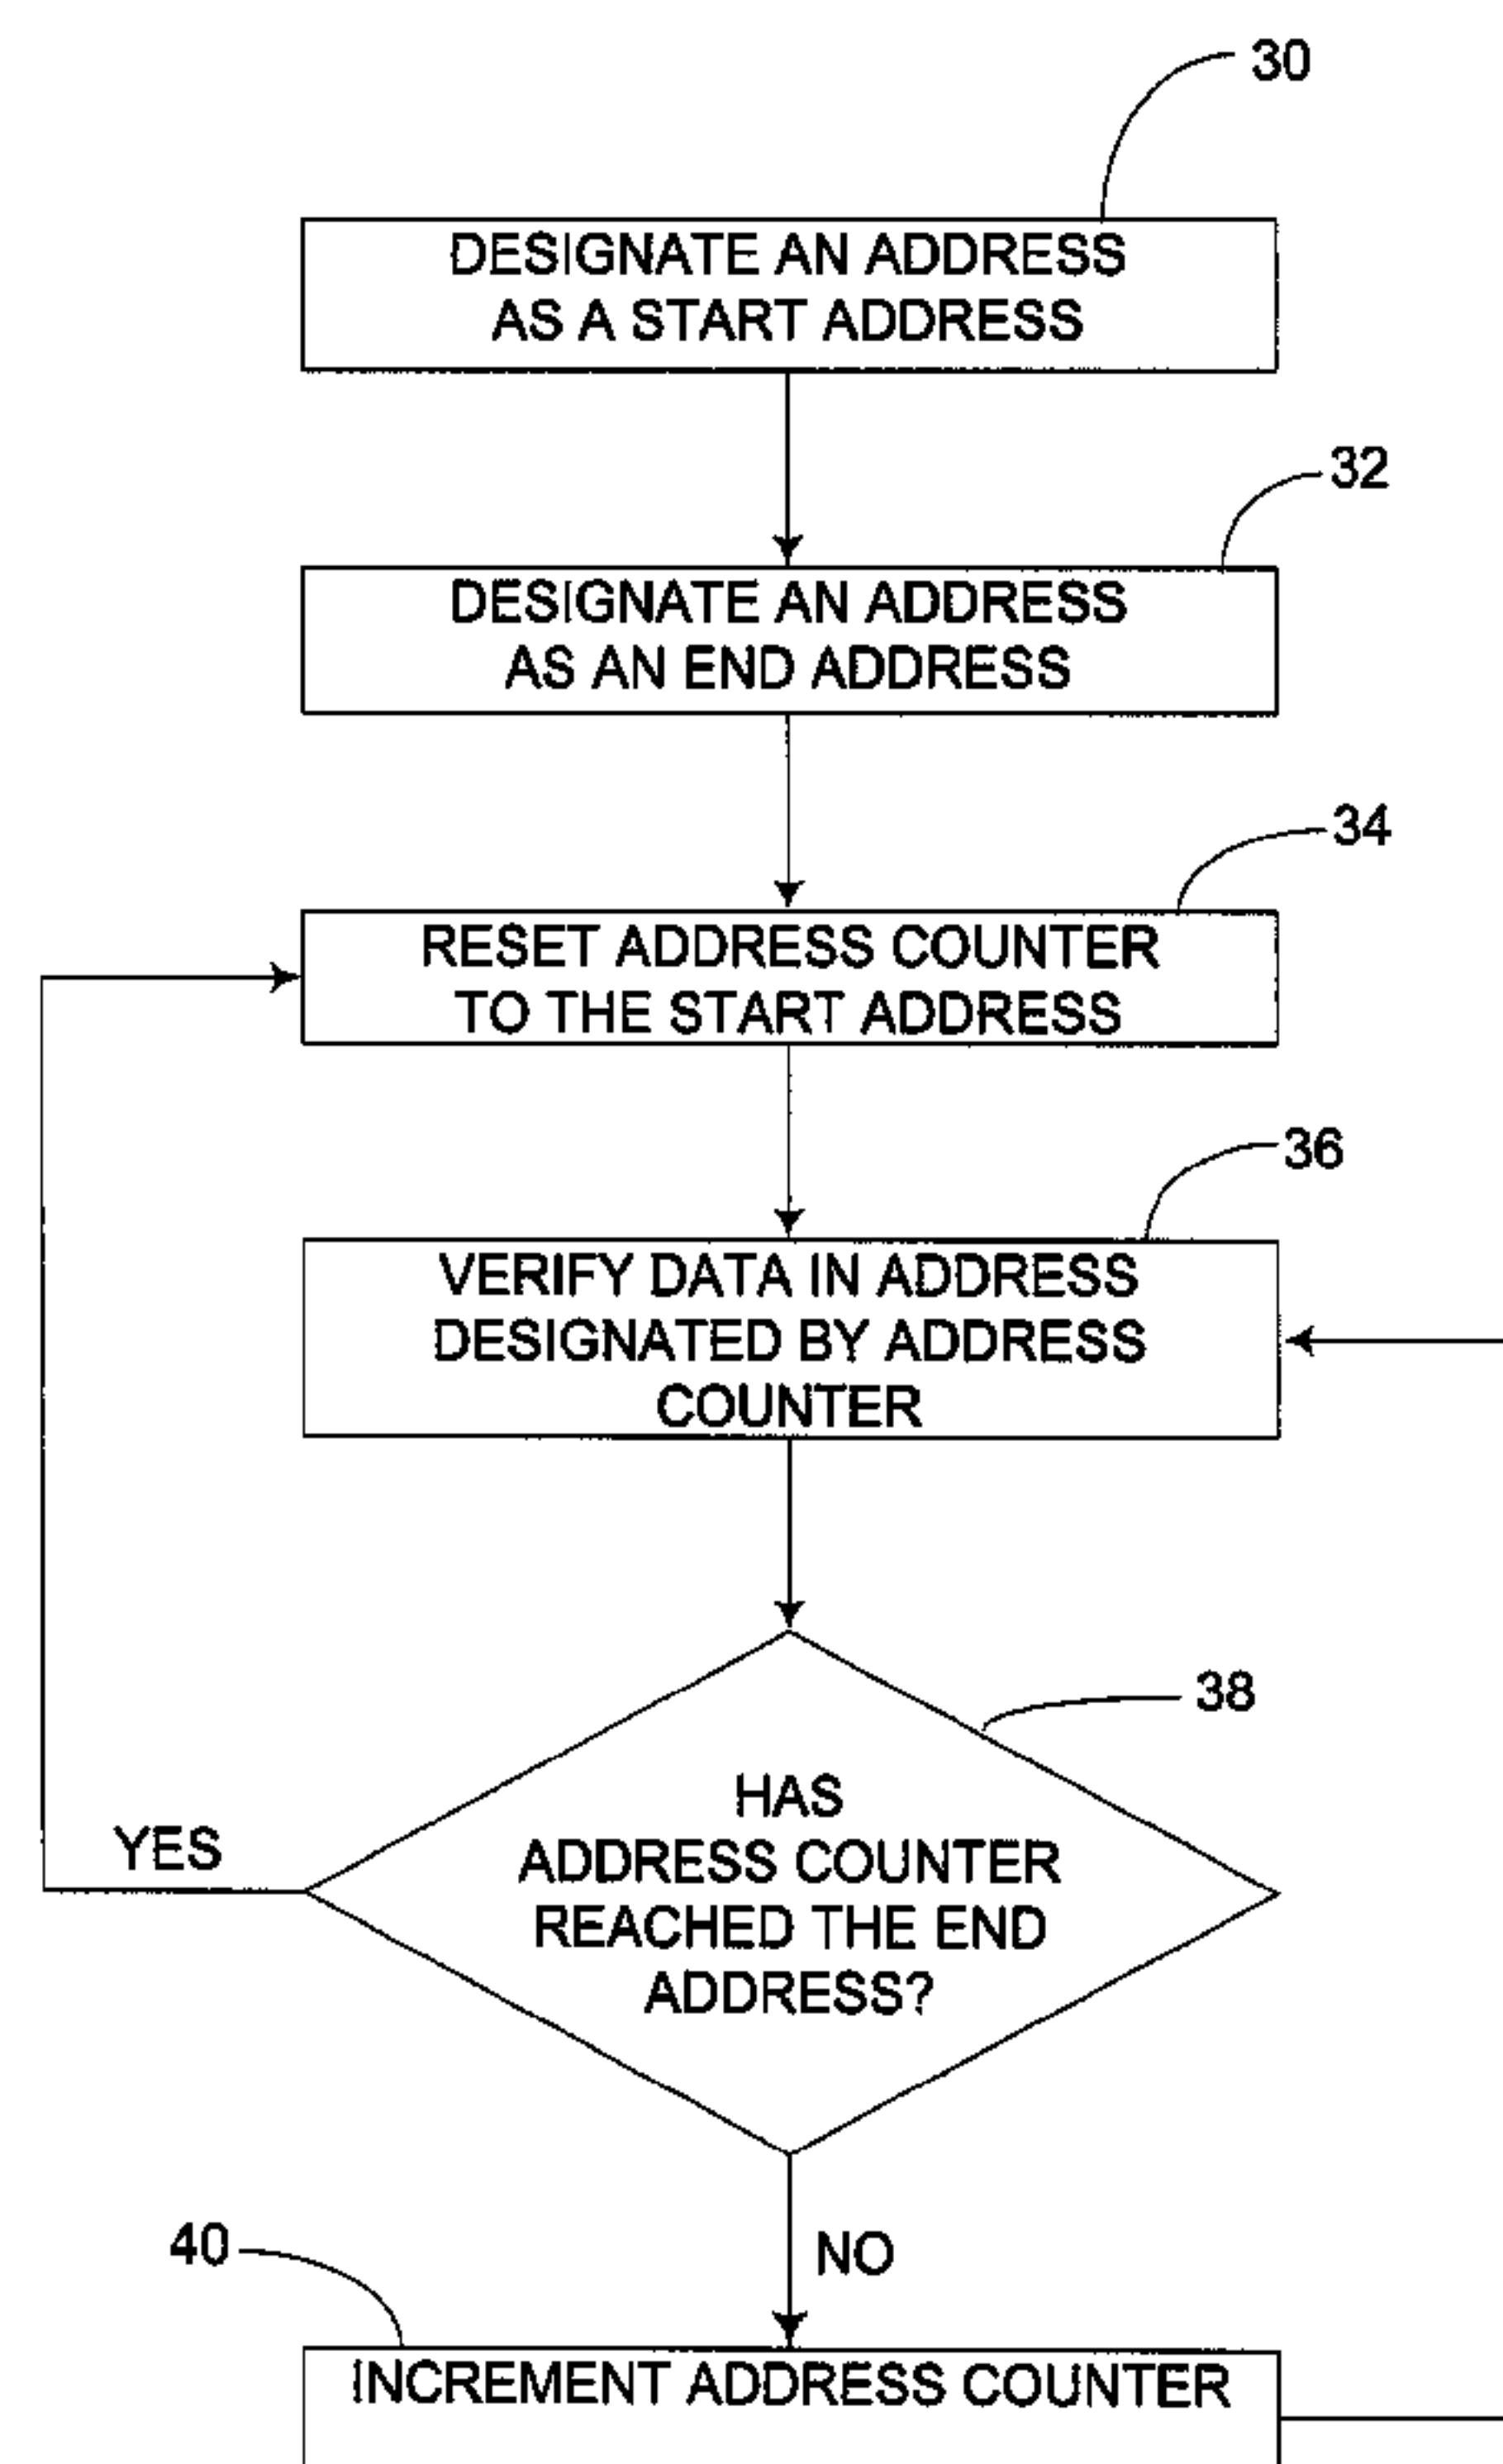 30
DESIGNATE AN ADDRESS
AS A START ADDRESS
32
DESIGNATE AN ADDRESS
AS AN END ADDRESS
34
RESET ADDRESS COUNTER
TO THE START ADDRESS
36
VERIFY DATA IN ADDRESS
DESIGNATED BY ADDRESS
COUNTER
38
HAS
ADDRESS COUNTER
REACHED THE END
ADDRESS?
YES
NO
40
INCREMENT ADDRESS COUNTER